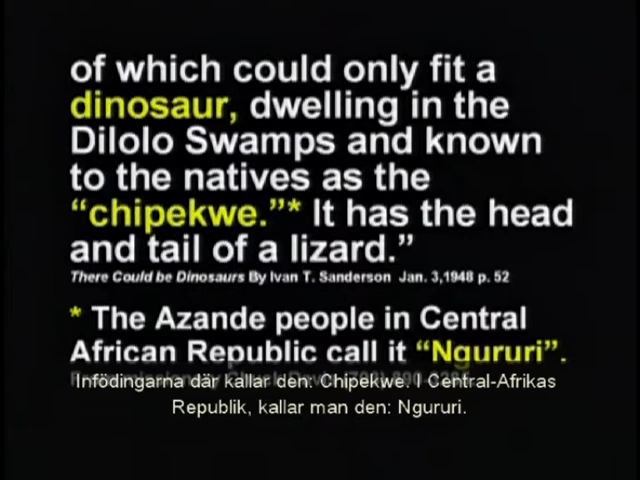 of which could only fit a
dinosaur, dwelling in the
Dilolo Swamps and known
to the natives as the
“chipekwe.”* It has the head
and tail of a lizard.”
There Could be Dinosaurs By Ivan T. Sanderson Jan. 3,1948 p. 52
* The Azande people in Central
African Republic call it “Ngururi”.
Infödingarna där kallar den: Chipekwe. I Central-Afrikas
Republik, kallar man den: Ngururi.